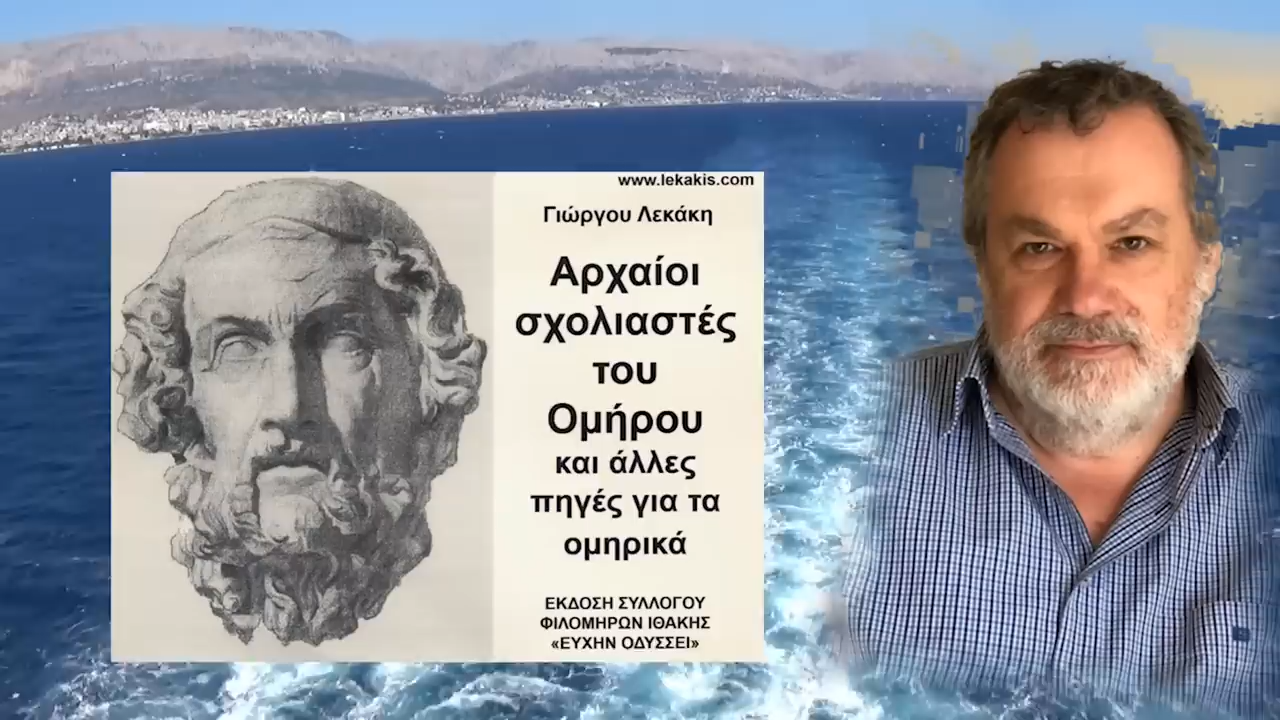 www.lekakis.com
Γιώργου Λεκάκη
Αρχαίοι
σχολιαστές
του
Ομήρου
και άλλες
πηγές για τα
ομηρικά
ΕΚΔΟΣΗ ΣΥΛΛΟΓΟΥ
ΦΙΛΟΜΗΡΩΝ ΙΘΑΚΗΣ
«ΕΥΧΗΝ ΟΔΥΣΣΕΙ»